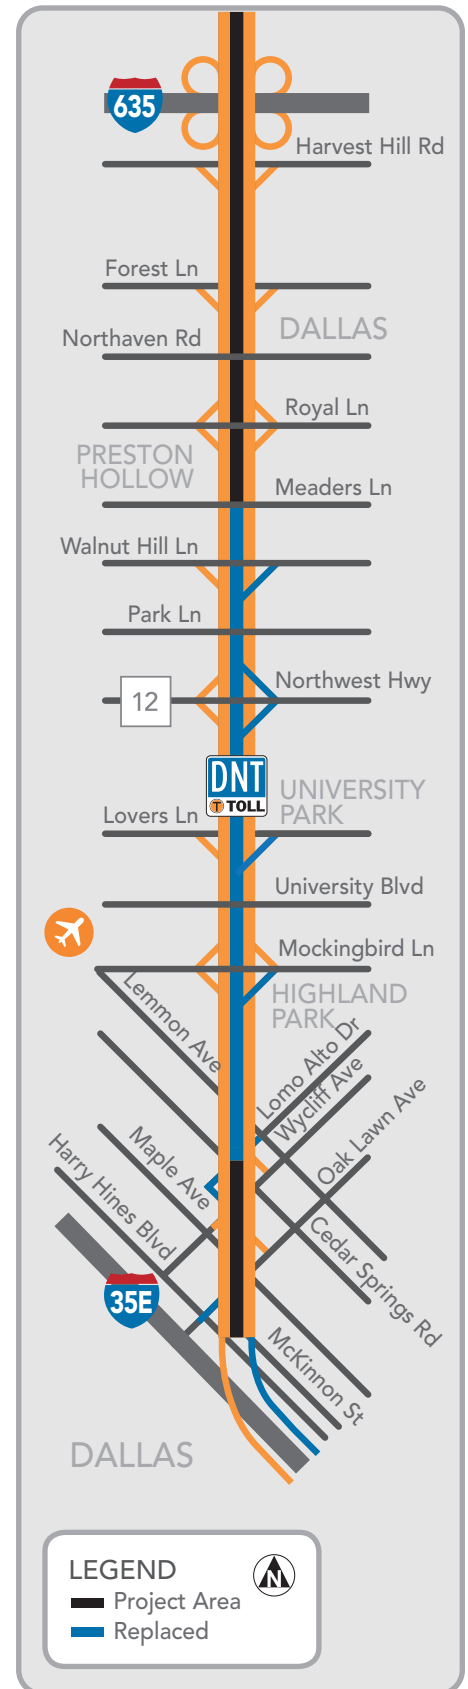 635
Harvest Hill Rd
Forest Ln
DALLAS
Northaven Rd
Royal Ln
PRESTON
HOLLOW
Meaders Ln
Walnut Hill Ln
Park Ln
Northwest Hwy
12
DNT
T TOLL
UNIVERSITY
PARK
Lovers Ln
University Blvd
Mockingbird Ln
HIGHLAND
PARK
Lemmon Ave
Lomo Alto Dr
Wycliff Ave
Oak Lawn Ave
Maple Ave
Harry Hines Blvd
Cedar Springs Rd
35E
McKinnon St
DALLAS
LEGEND
N
Project Area
Replaced